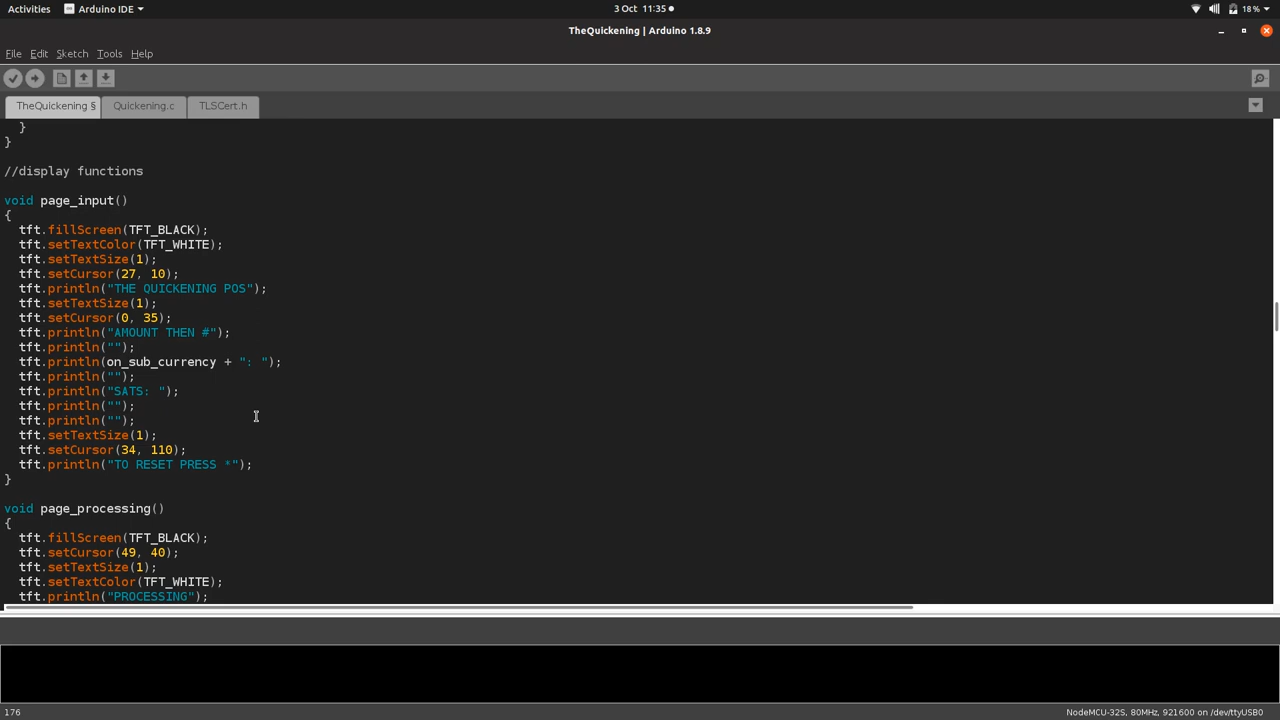 Activities Arduino IDE 3 Oct 11:35 18%
TheQuickening | Arduino 1.8.9
File Edit Sketch Tools Help
TheQuickening § Quickening.c TLSCert.h
}
}
//display functions
void page_input()
{
tft.fillScreen(TFT_BLACK);
tft.setTextColor(TFT_WHITE);
tft.setTextSize(1);
tft.setCursor(27, 10);
tft.println("THE QUICKENING POS");
tft.setTextSize(1);
tft.setCursor(0, 35);
tft.println("AMOUNT THEN #");
tft.println("");
tft.println(on_sub_currency + ": ");
tft.println("");
tft.println("SATS: ");
tft.println("");
tft.println("");
tft.setTextSize(1);
tft.setCursor(34, 110);
tft.println("TO RESET PRESS *");
}
void page_processing()
{
tft.fillScreen(TFT_BLACK);
tft.setCursor(49, 40);
tft.setTextSize(1);
tft.setTextColor(TFT_WHITE);
tft.println("PROCESSING");
176 NodeMCU-32S, 80MHz, 921600 on /dev/ttyUSB0